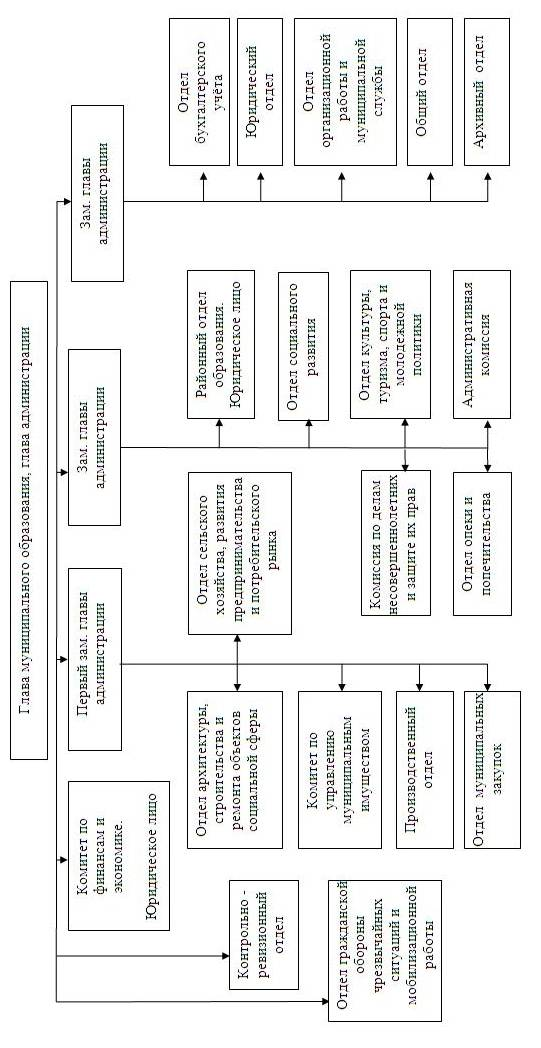 Глава муниципального образования, глава администрации
Комитет по
финансам и
экономике.
Юридическое лицо
Первый зам. главы
администрации
Зам. главы
администрации
Зам. главы
администрации
Контрольно -
ревизионный
отдел
Отдел гражданской
обороны
чрезвычайных
ситуаций и
мобилизационной
работы
Отдел архитектуры,
строительства и
ремонта объектов
социальной сферы
Комитет по
управлению
муниципальным
имуществом
Производственный
отдел
Отдел муниципальных
закупок
Отдел сельского
хозяйства, развития
предпринимательства
и потребительского
рынка
Комиссия по делам
несовершеннолетних
и защите их прав
Отдел опеки и
попечительства
Районный отдел
образования.
Юридическое лицо
Отдел социального
развития
Отдел культуры,
туризма, спорта и
молодежной
политики
Административная
комиссия
Отдел
бухгалтерского
учёта
Юридический
отдел
Отдел
организационной
работы и
муниципальной
службы
Общий отдел
Архивный отдел